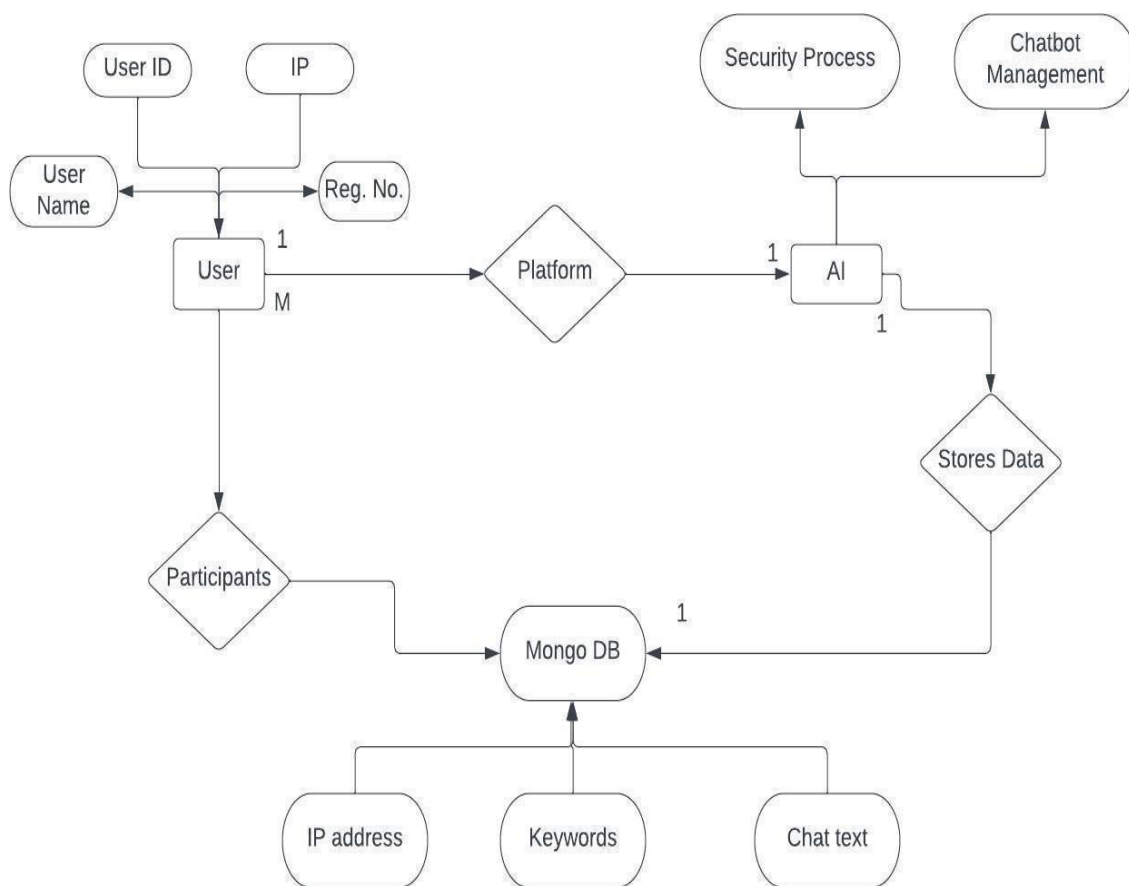 User ID
IP
Security Process
Chatbot
Management
User
Name
Reg. No.
1
User
M
Platform
1
AI
1
Stores Data
Participants
1
Mongo DB
IP address
Keywords
Chat text